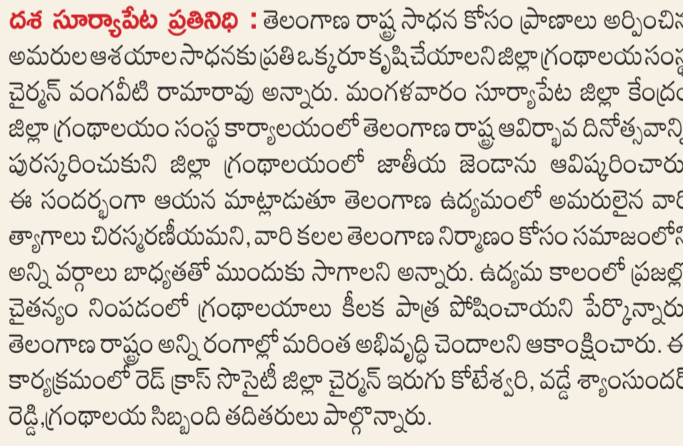 దశ సూర్యాపేట ప్రతినిధి : తెలంగాణ రాష్ట్ర సాధన కోసం ప్రాణాలు అర్పించిన
అమరుల ఆశయాల సాధనకు ప్రతి ఒక్కరూ కృషి చేయాలని జిల్లా గ్రంథాలయ సంస్థ
చైర్మన్ వంగవీటి రామారావు అన్నారు. మంగళవారం సూర్యాపేట జిల్లా కేంద్రం
జిల్లా గ్రంథాలయం సంస్థ కార్యాలయంలో తెలంగాణ రాష్ట్ర ఆవిర్భావ దినోత్సవాన్ని
పురస్కరించుకుని జిల్లా గ్రంథాలయంలో జాతీయ జెండాను ఆవిష్కరించారు
ఈ సందర్భంగా ఆయన మాట్లాడుతూ తెలంగాణ ఉద్యమంలో అమరులైన వారి
త్యాగాలు చిరస్మరణీయమని, వారి కలల తెలంగాణ నిర్మాణం కోసం సమాజంలోని
అన్ని వర్గాలు బాధ్యతతో ముందుకు సాగాలని అన్నారు. ఉద్యమ కాలంలో ప్రజల్లో
చైతన్యం నింపడంలో గ్రంథాలయాలు కీలక పాత్ర పోషించాయని పేర్కొన్నారు
తెలంగాణ రాష్ట్రం అన్ని రంగాల్లో మరింత అభివృద్ధి చెందాలని ఆకాంక్షించారు. ఈ
కార్యక్రమంలో రెడ్ క్రాస్ సొసైటీ జిల్లా చైర్మన్ ఇరుగు కోటేశ్వరి, వడ్డే శ్యాంసుందర్
రెడ్డి,గ్రంథాలయ సిబ్బంది తదితరులు పాల్గొన్నారు.